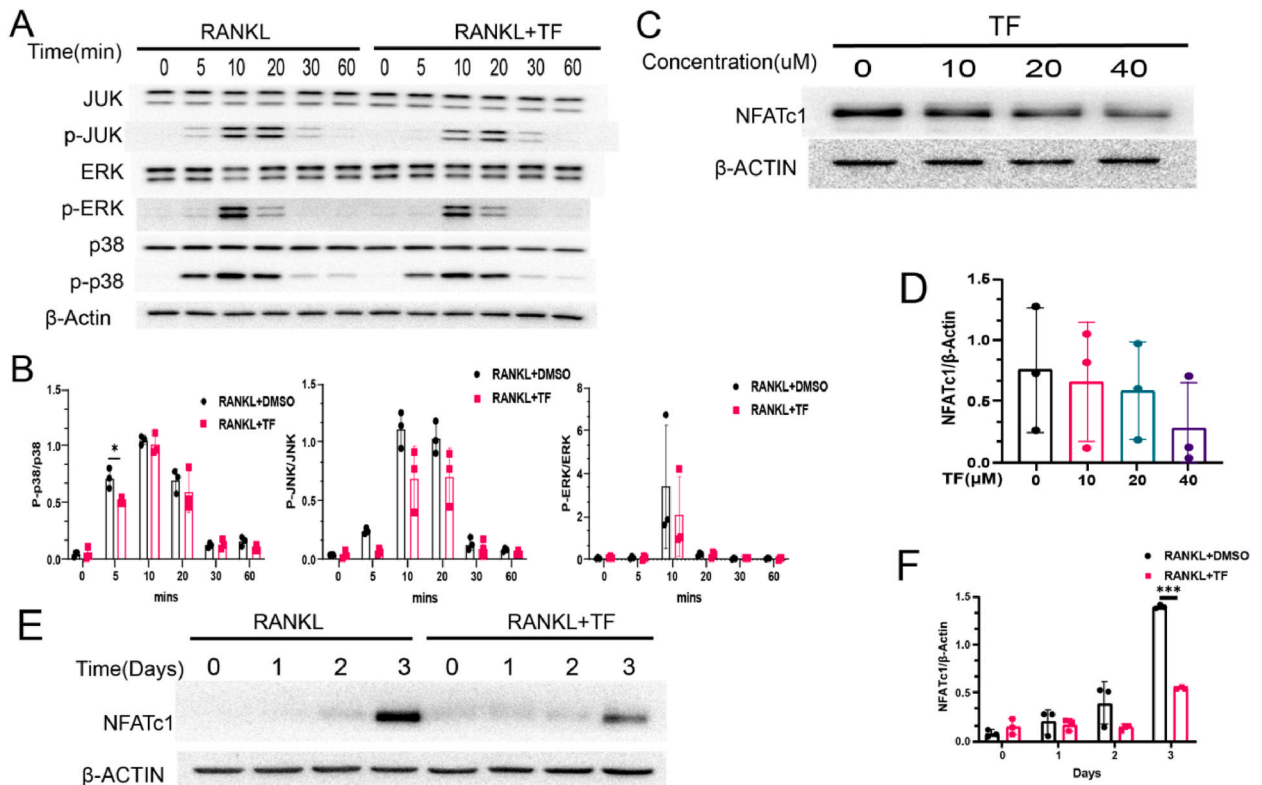 A
RANKL
RANKL+TF
Time(min)
0 5 10 20 30 60 0 5 10 20 30 60
JUK
p-JUK
ERK
p-ERK
p38
p-p38
β-Actin
C
TF
Concentration(uM)
0 10 20 40
NFATc1
β-ACTIN
B
P-p38/p38
1.5
1.0
0.5
0.0
*
RANKL+DMSO
RANKL+TF
0 5 10 20 30 60
mins
P-JNK/JNK
1.5
1.0
0.5
0.0
RANKL+DMSO
RANKL+TF
0 5 10 20 30 60
mins
P-ERK/ERK
8
6
4
2
0
RANKL+DMSO
RANKL+TF
0 5 10 20 30 60
mins
D
NFATc1/β-Actin
1.5
1.0
0.5
0.0
TF(μM) 0 10 20 40
E
RANKL
RANKL+TF
Time(Days) 0 1 2 3 0 1 2 3
NFATc1
β-ACTIN
F
RANKL+DMSO
RANKL+TF
***
NFATc1/β-Actin
1.5
1.0
0.5
0.0
0 1 2 3
Days